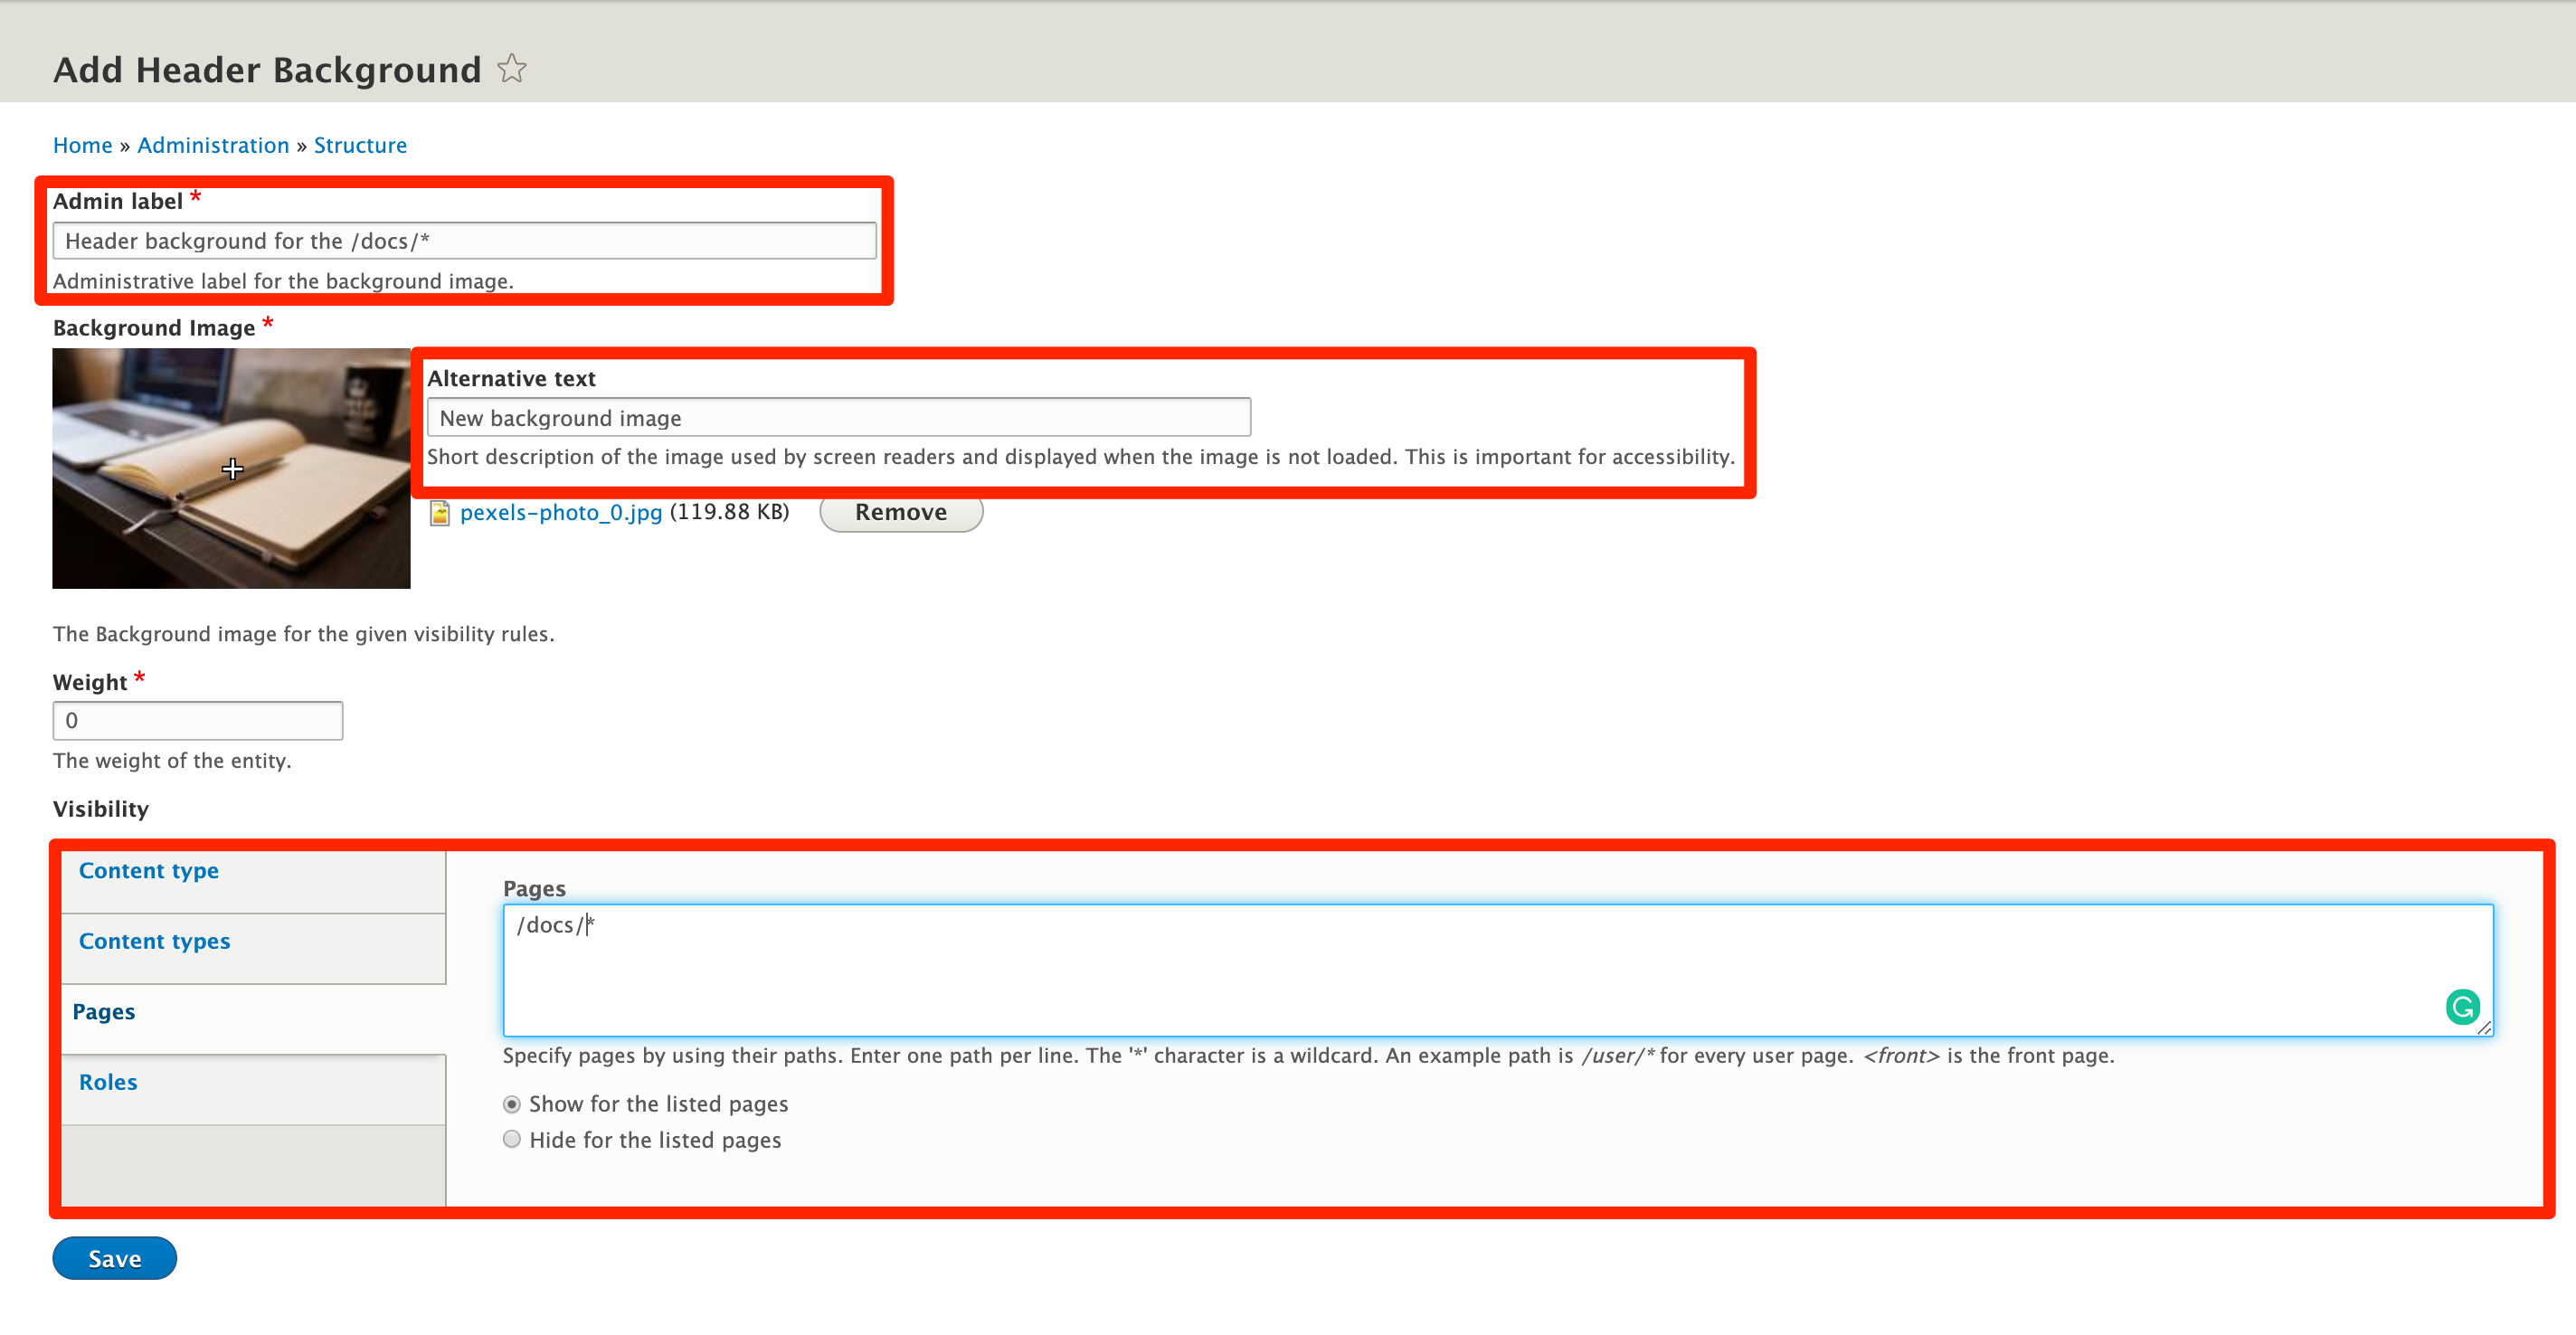 Add Header Background
Home » Administration » Structure
Admin label *
Header background for the /docs/*
Administrative label for the background image.
Background Image *
Alternative text
New background image
Short description of the image used by screen readers and displayed when the image is not loaded. This is important for accessibility.
pexels-photo_0.jpg (119.88 KB) Remove
The Background image for the given visibility rules.
Weight *
0
The weight of the entity.
Visibility
Content type
Content types
Pages
Roles
Pages
/docs/*
Specify pages by using their paths. Enter one path per line. The '*' character is a wildcard. An example path is /user/* for every user page. <front> is the front page.
Show for the listed pages
Hide for the listed pages
Save